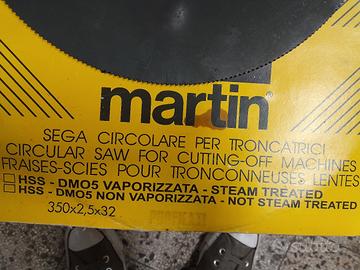 martin
SEGA CIRCOLARE PER TRONCATRICI
CIRCULAR SAW FOR CUTTING-OFF MACHINES
FRAISES-SCIES POUR TRONCONNEUSES LENTES
HSS - DMO5 VAPORIZZATA - STEAM TREATED
HSS - DMO5 NON VAPORIZZATA - NOT STEAM TREATED
350x2,5x32
subito